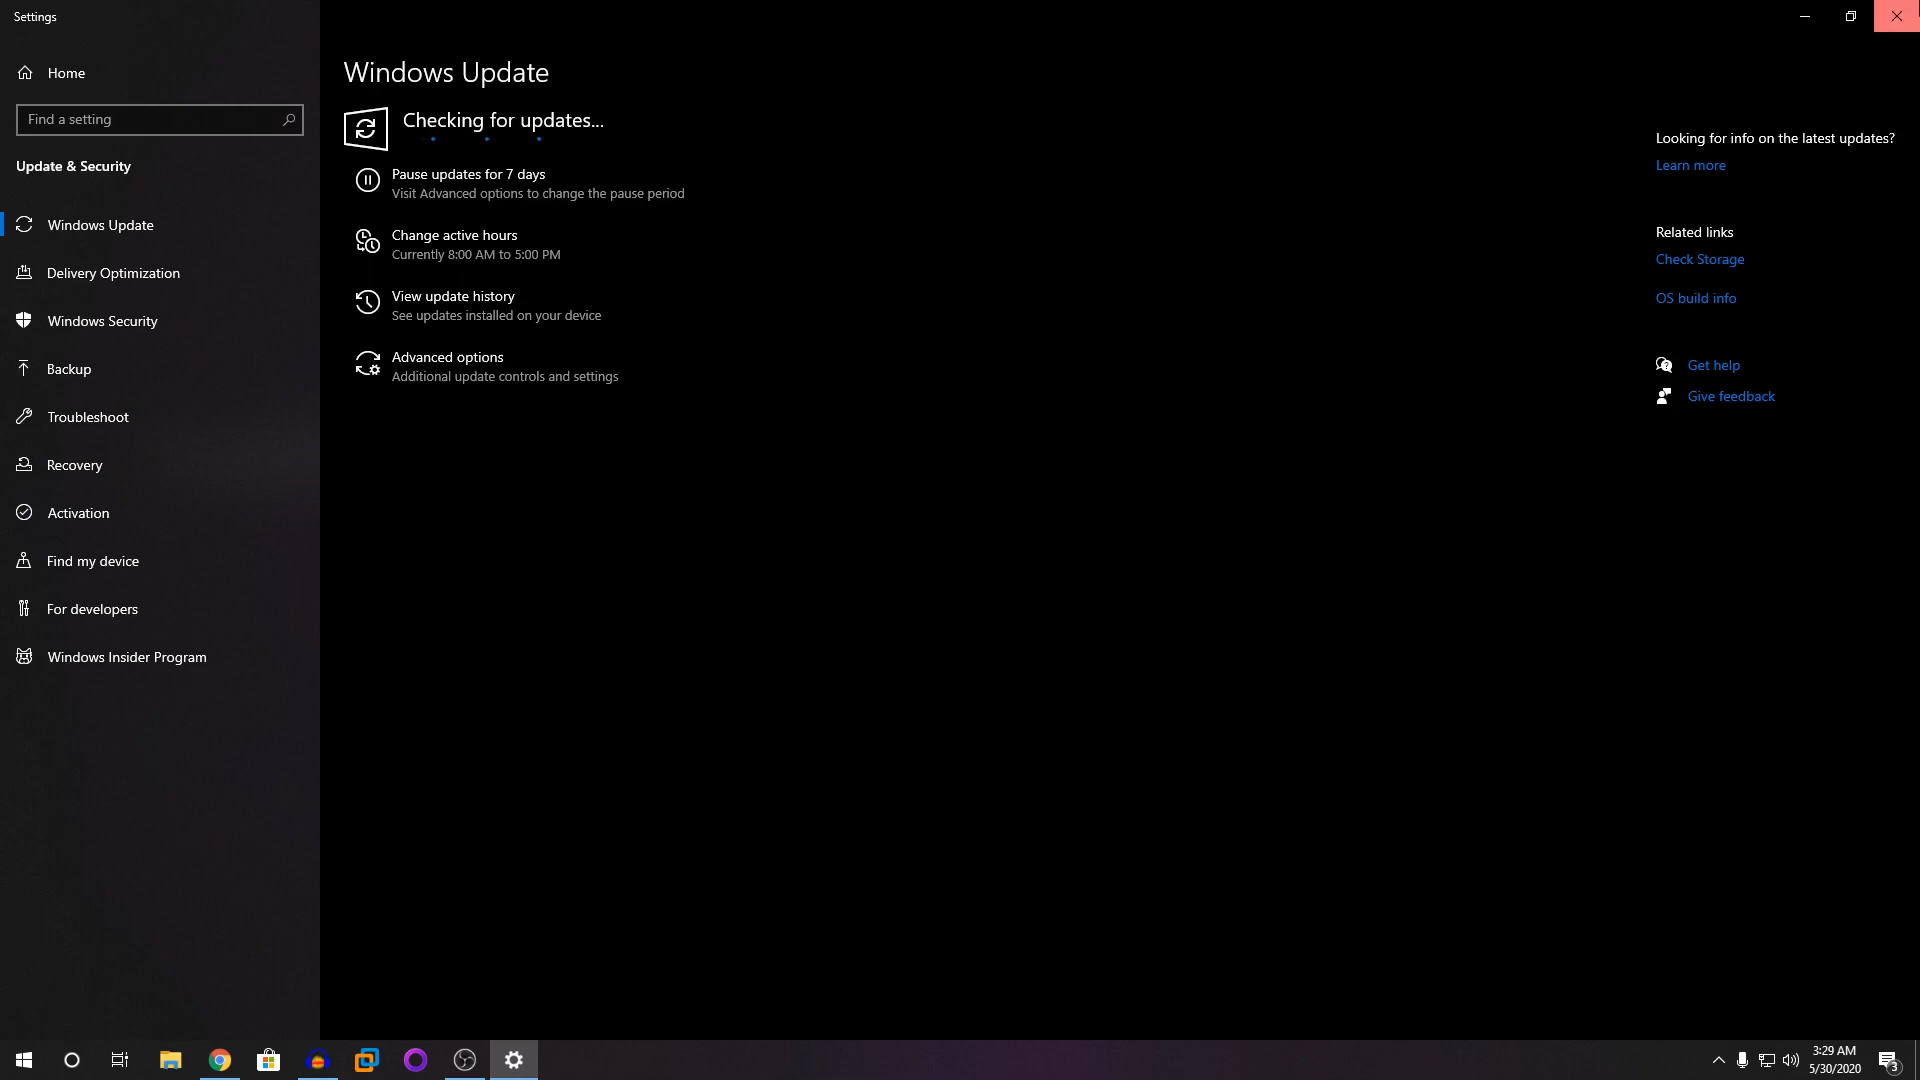 Settings
Home
Find a setting
Update & Security
Windows Update
Delivery Optimization
Windows Security
Backup
Troubleshoot
Recovery
Activation
Find my device
For developers
Windows Insider Program
Windows Update
Checking for updates...
Pause updates for 7 days
Visit Advanced options to change the pause period
Change active hours
Currently 8:00 AM to 5:00 PM
View update history
See updates installed on your device
Advanced options
Additional update controls and settings
Looking for info on the latest updates?
Learn more
Related links
Check Storage
OS build info
Get help
Give feedback
3:29 AM
5/30/2020
3